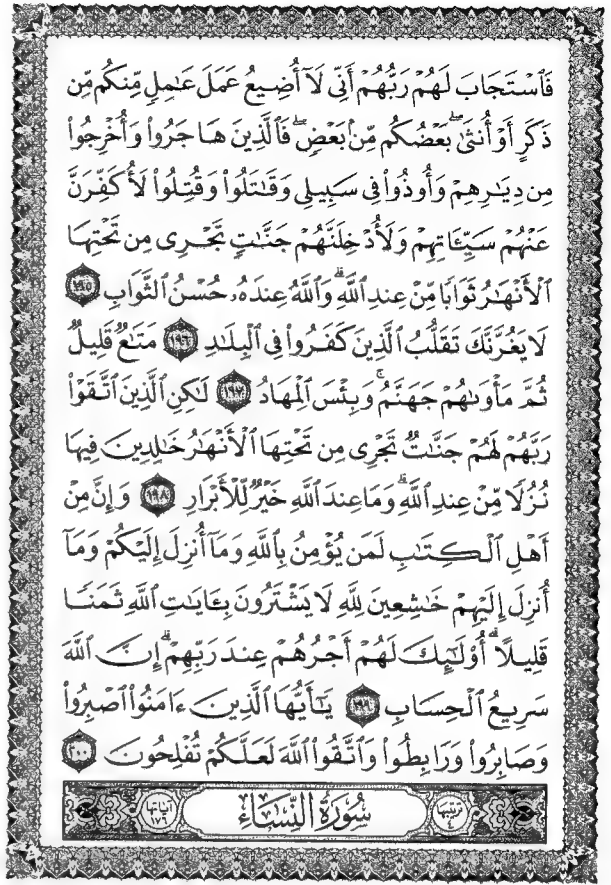 فَٱسْتَجَابَ لَهُمْ رَبُّهُمْ أَنِّى لَآ أُضِيعُ عَمَلَ عَٰمِلٍ مِّنكُم مِّن
ذَكَرٍ أَوْ أُنثَىٰ ۖ بَعْضُكُم مِّنۢ بَعْضٍ ۖ فَٱلَّذِينَ هَاجَرُوا۟ وَأُخْرِجُوا۟
مِن دِيَٰرِهِمْ وَأُوذُوا۟ فِى سَبِيلِى وَقَٰتَلُوا۟ وَقُتِلُوا۟ لَأُكَفِّرَنَّ
عَنْهُمْ سَيِّـَٔاتِهِمْ وَلَأُدْخِلَنَّهُمْ جَنَّٰتٍ تَجْرِى مِن تَحْتِهَا
ٱلْأَنْهَٰرُ ثَوَابًا مِّنْ عِندِ ٱللَّهِ ۗ وَٱللَّهُ عِندَهُۥ حُسْنُ ٱلثَّوَابِ ١٩٥
لَا يَغُرَّنَّكَ تَقَلُّبُ ٱلَّذِينَ كَفَرُوا۟ فِى ٱلْبِلَٰدِ ١٩٦ مَتَٰعٌ قَلِيلٌ
ثُمَّ مَأْوَىٰهُمْ جَهَنَّمُ ۚ وَبِئْسَ ٱلْمِهَادُ ١٩٧ لَٰكِنِ ٱلَّذِينَ ٱتَّقَوْا۟
رَبَّهُمْ لَهُمْ جَنَّٰتٌ تَجْرِى مِن تَحْتِهَا ٱلْأَنْهَٰرُ خَٰلِدِينَ فِيهَا
نُزُلًا مِّنْ عِندِ ٱللَّهِ ۗ وَمَا عِندَ ٱللَّهِ خَيْرٌ لِّلْأَبْرَارِ ١٩٨ وَإِنَّ مِنْ
أَهْلِ ٱلْكِتَٰبِ لَمَن يُؤْمِنُ بِٱللَّهِ وَمَآ أُنزِلَ إِلَيْكُمْ وَمَآ
أُنزِلَ إِلَيْهِمْ خَٰشِعِينَ لِلَّهِ لَا يَشْتَرُونَ بِـَٔايَٰتِ ٱللَّهِ ثَمَنًا
قَلِيلًا ۗ أُو۟لَٰٓئِكَ لَهُمْ أَجْرُهُمْ عِندَ رَبِّهِمْ ۗ إِنَّ ٱللَّهَ
سَرِيعُ ٱلْحِسَابِ ١٩٩ يَٰٓأَيُّهَا ٱلَّذِينَ ءَامَنُوا۟ ٱصْبِرُوا۟
وَصَابِرُوا۟ وَرَابِطُوا۟ وَٱتَّقُوا۟ ٱللَّهَ لَعَلَّكُمْ تُفْلِحُونَ ٢٠٠
ترتيبها ٤ سُورَةُ النِّسَاءِ آياتها ١٧٦